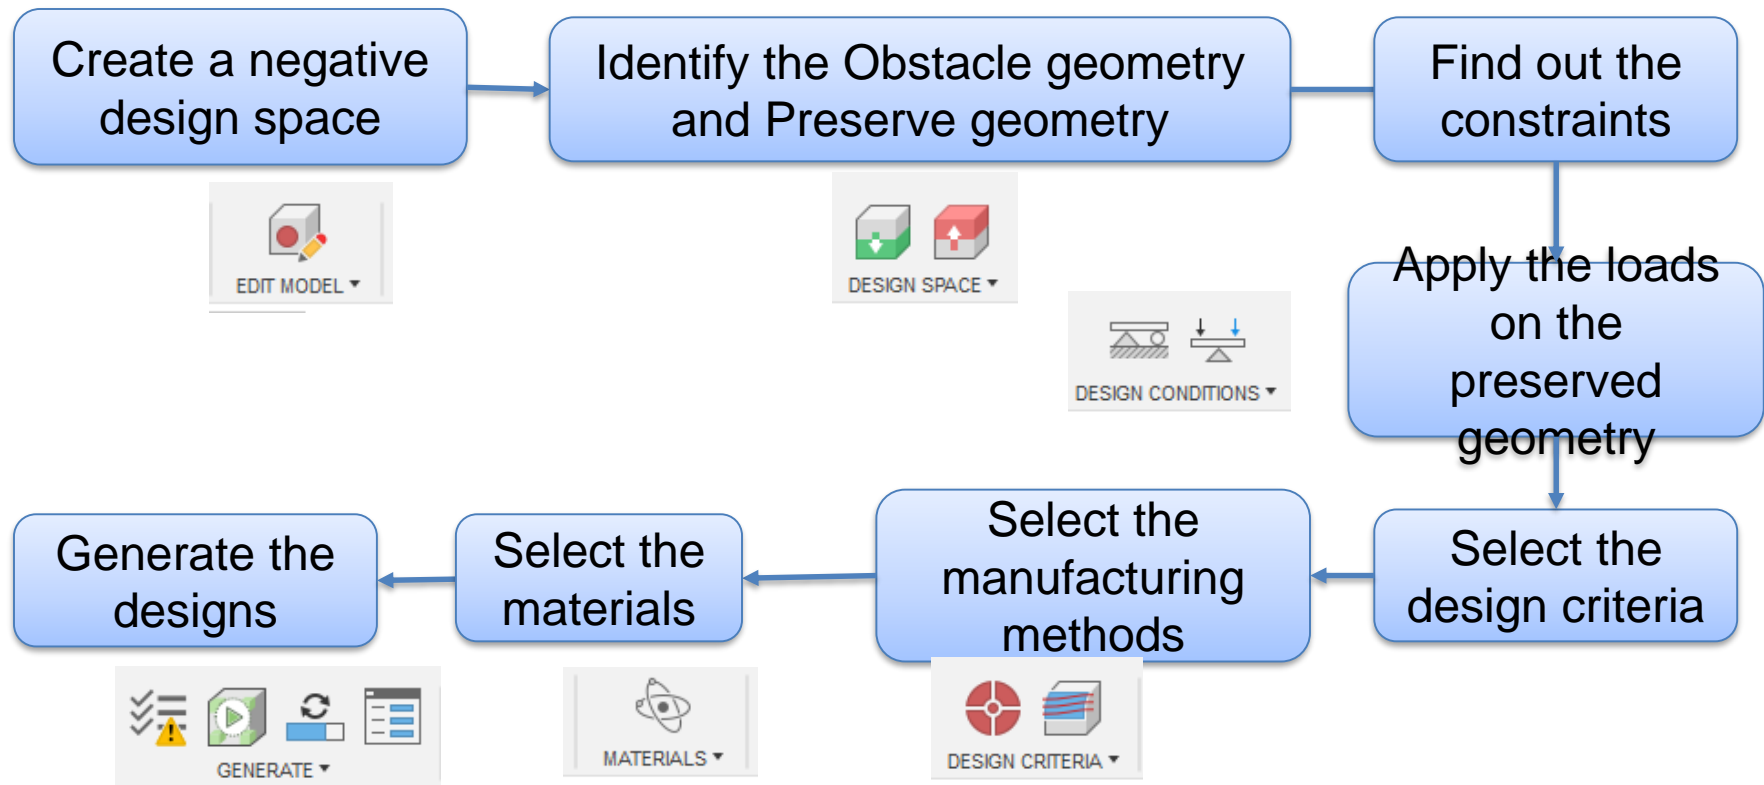 Create a negative
design space
Identify the Obstacle geometry
and Preserve geometry
Find out the
constraints
EDIT MODEL
DESIGN SPACE
DESIGN CONDITIONS
Apply the loads
on the
preserved
geometry
Generate the
designs
Select the
materials
Select the
manufacturing
methods
Select the
design criteria
GENERATE
MATERIALS
DESIGN CRITERIA